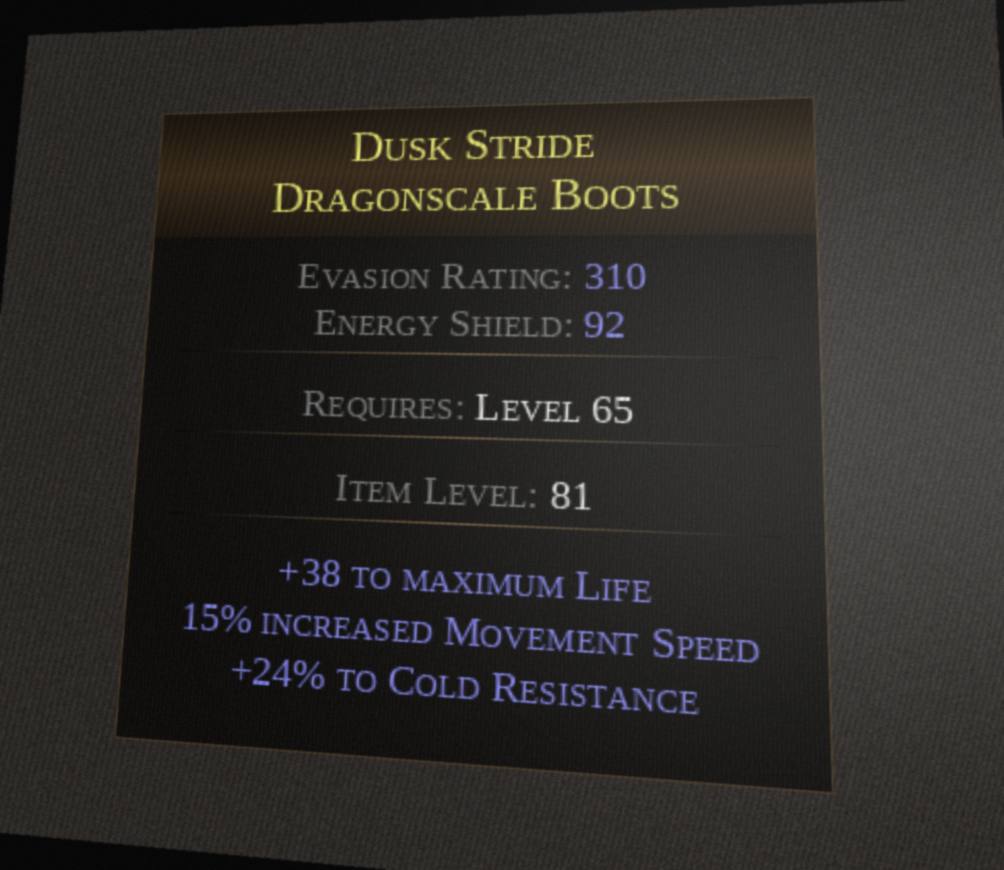 Dusk Stride
Dragonscale Boots
Evasion Rating: 310
Energy Shield: 92
Requires: Level 65
Item Level: 81
+38 to maximum Life
15% increased Movement Speed
+24% to Cold Resistance